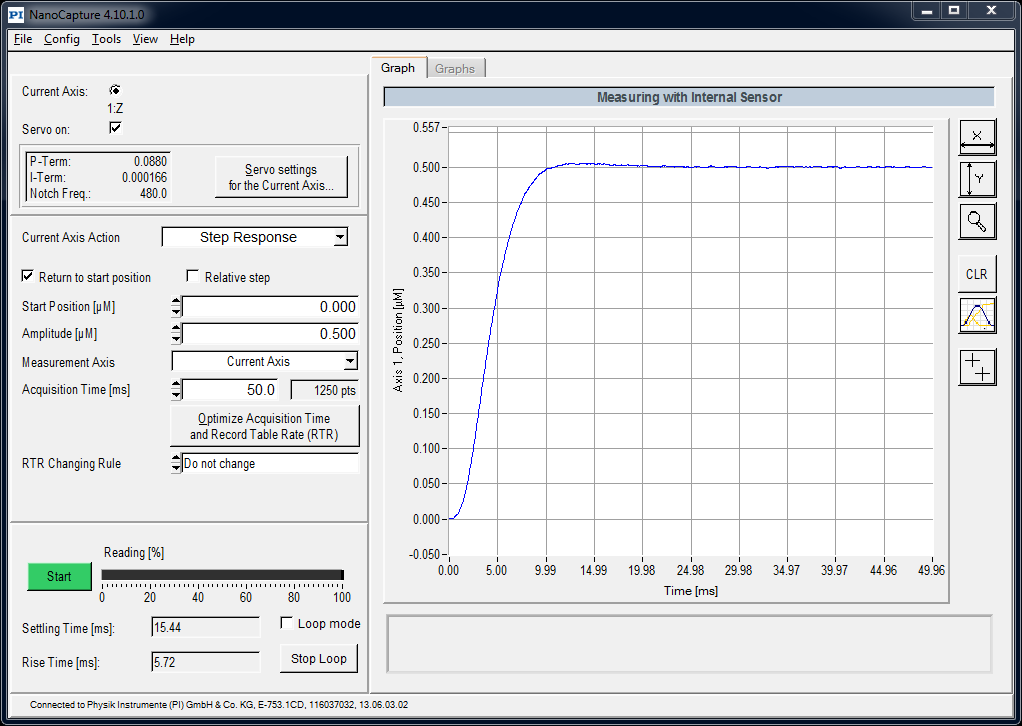 PI NanoCapture 4.10.1.0
File Config Tools View Help
Current Axis:
1:Z
Servo on:
P-Term: 0.0880
I-Term: 0.000166
Notch Freq.: 480.0
Servo settings
for the Current Axis...
Current Axis Action Step Response
Return to start position Relative step
Start Position [µM] 0.000
Amplitude [µM] 0.500
Measurement Axis Current Axis
Acquisition Time [ms] 50.0 1250 pts
Optimize Acquisition Time
and Record Table Rate (RTR)
RTR Changing Rule Do not change
Reading [%]
Start
0 20 40 60 80 100
Settling Time [ms]: 15.44 Loop mode
Rise Time [ms]: 5.72 Stop Loop
Graph Graphs
Measuring with Internal Sensor
0.557
0.500
0.450
0.400
0.350
0.300
0.250
0.200
0.150
0.100
0.050
0.000
-0.050
Axis 1, Position [µM]
0.00 5.00 9.99 14.99 19.98 24.98 29.98 34.97 39.97 44.96 49.96
Time [ms]
X
Y
CLR
Connected to Physik Instrumente (PI) GmbH & Co. KG, E-753.1CD, 116037032, 13.06.03.02